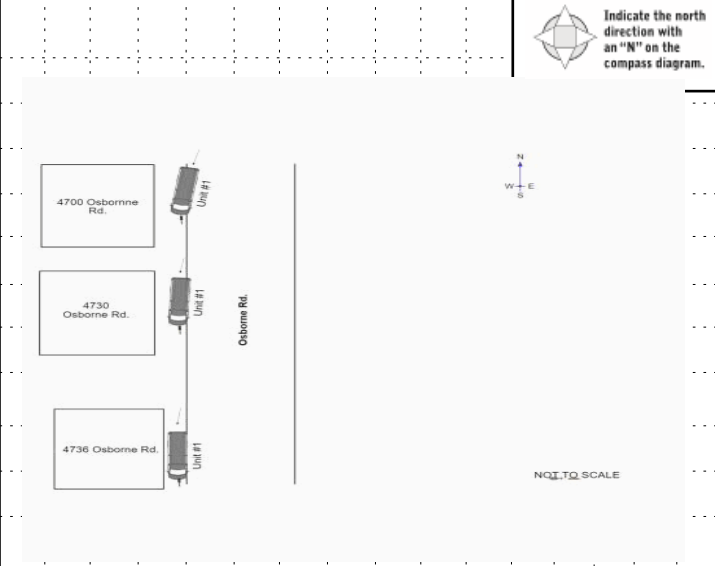 Indicate the north
direction with
an “N” on the
compass diagram.
N
W E
S
4700 Osbornne
Rd.
Unit #1
4730
Osborne Rd.
Unit #1
Osborne Rd.
4736 Osborne Rd.
Unit #1
NOT TO SCALE